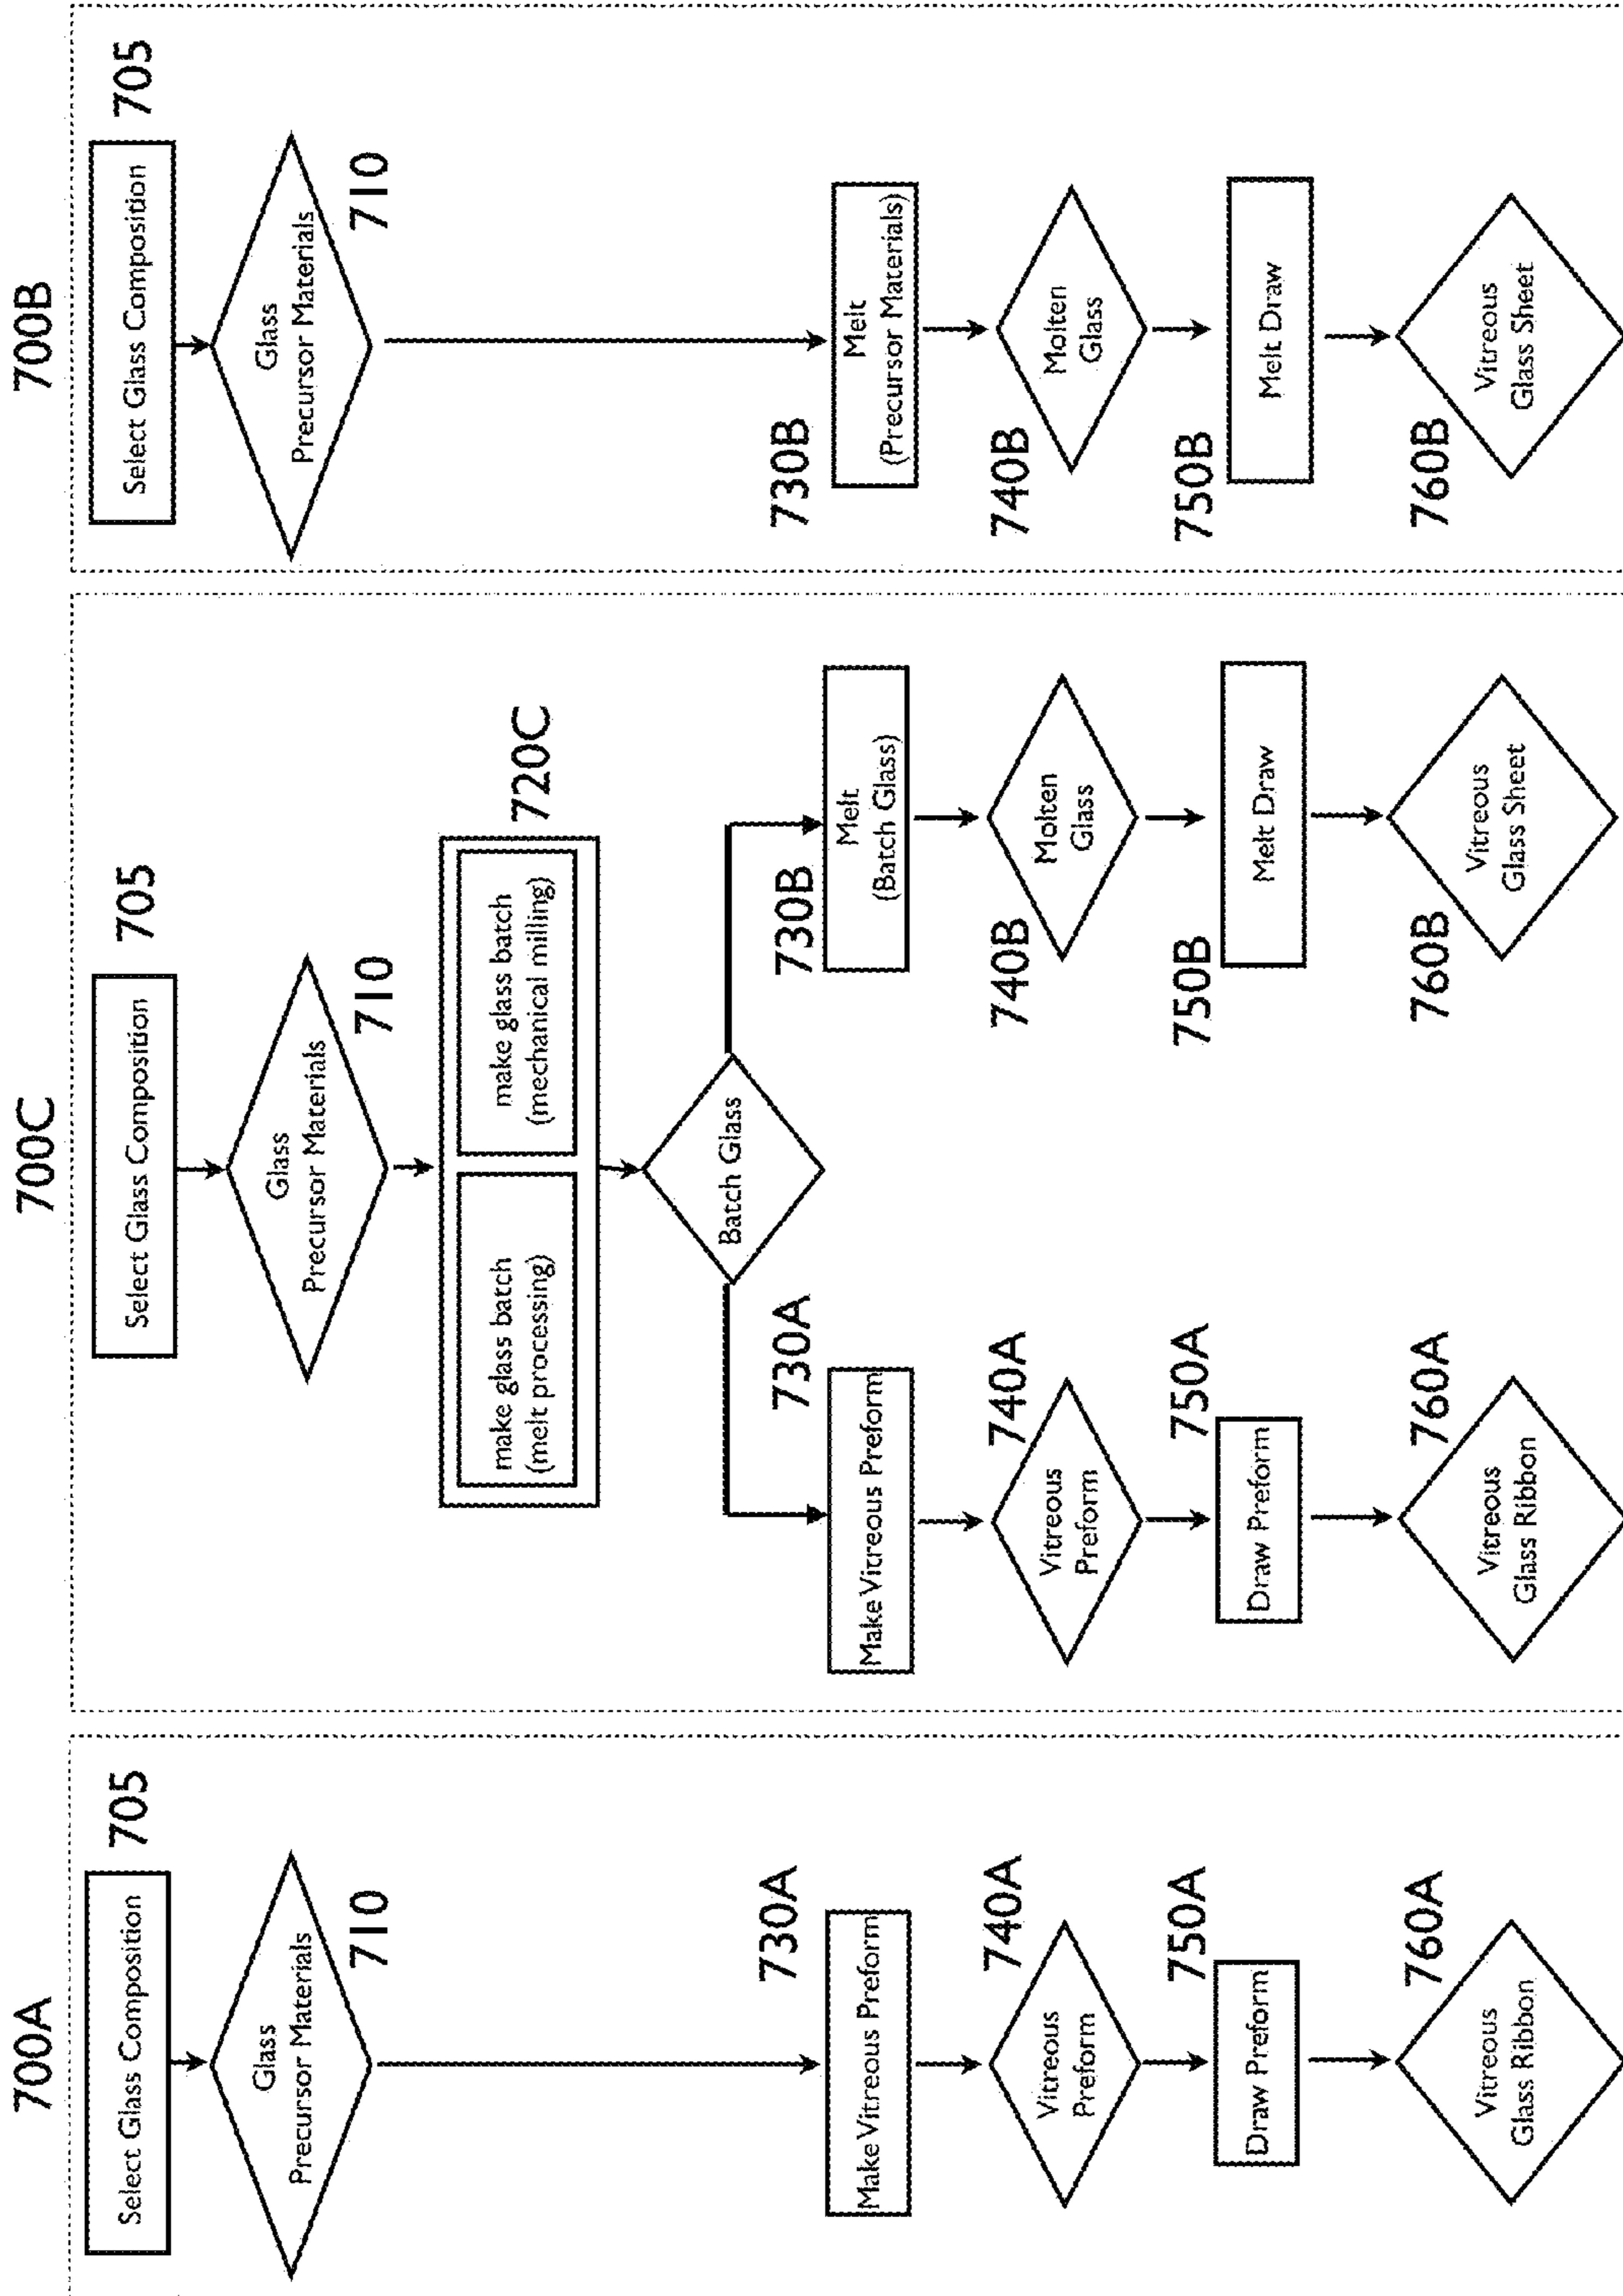 700A
Select Glass Composition
705
Glass
Precursor Materials
710
730A
Make Vitreous Preform
740A
Vitreous
Preform
750A
Draw Preform
760A
Vitreous
Glass Ribbon
700C
Select Glass Composition
705
Glass
Precursor Materials
710
make glass batch
(melt processing)
make glass batch
(mechanical milling)
720C
Batch Glass
730A
Make Vitreous Preform
740A
Vitreous
Preform
750A
Draw Preform
760A
Vitreous
Glass Ribbon
730B
Melt
(Batch Glass)
740B
Molten
Glass
750B
Melt Draw
760B
Vitreous
Glass Sheet
700B
Select Glass Composition
705
Glass
Precursor Materials
710
730B
Melt
(Precursor Materials)
740B
Molten
Glass
750B
Melt Draw
760B
Vitreous
Glass Sheet